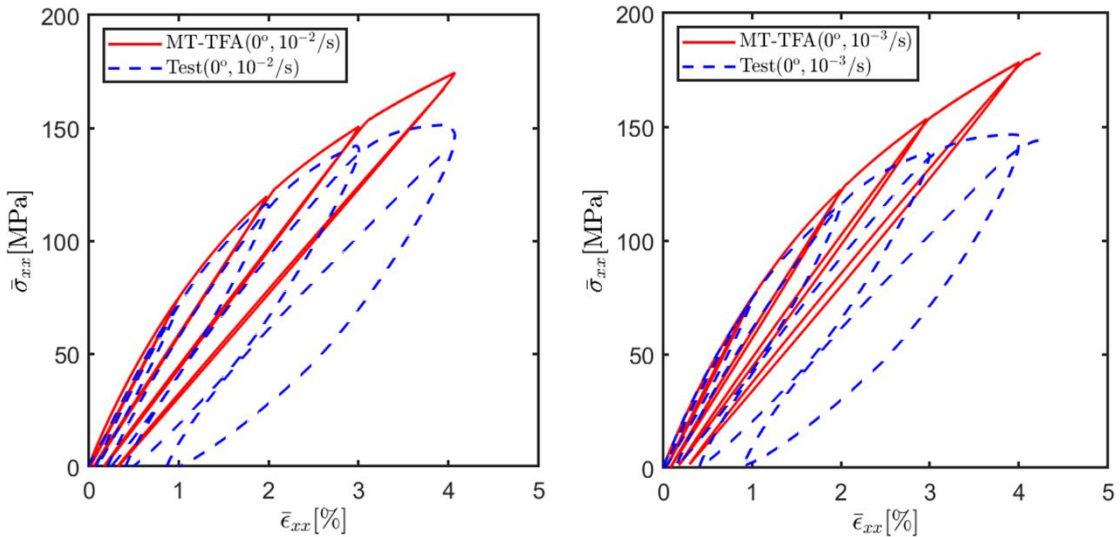 200
150
100
50
0
0 1 2 3 4 5
σ̄xx[MPa]
ϵ̄xx[%]
MT-TFA(0°, 10⁻²/s)
Test(0°, 10⁻²/s)
200
150
100
50
0
0 1 2 3 4 5
σ̄xx[MPa]
ϵ̄xx[%]
MT-TFA(0°, 10⁻³/s)
Test(0°, 10⁻³/s)